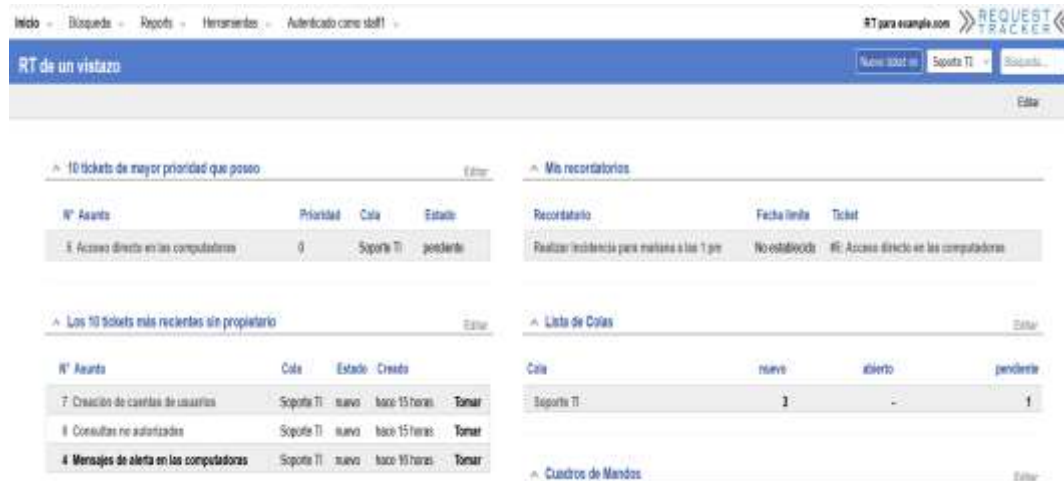 Inicio Búsqueda Reports Herramientas Autenticado como staff1
RT para example.com
REQUEST TRACKER
RT de un vistazo
Nuevo ticket en
Soporte TI
Búsqueda...
Editar
10 tickets de mayor prioridad que poseo
Editar
N° Asunto Prioridad Cola Estado
Acceso directo en las computadoras 0 Soporte TI pendiente
Los 10 tickets más recientes sin propietario
Editar
N° Asunto Cola Estado Creado
7 Creación de cuentas de usuarios Soporte TI nuevo hace 15 horas Tomar
Consultas no autorizadas Soporte TI nuevo hace 15 horas Tomar
4 Mensajes de alerta en las computadoras Soporte TI nuevo hace 16 horas Tomar
Mis recordatorios
Recordatorio Fecha límite Ticket
Realizar Incidencia para mañana a las 1 pm No establecido Acceso directo en las computadoras
Lista de Colas
Editar
Cola nuevo abierto pendiente
Soporte TI 3 - 1
Cuadros de Mandos
Editar